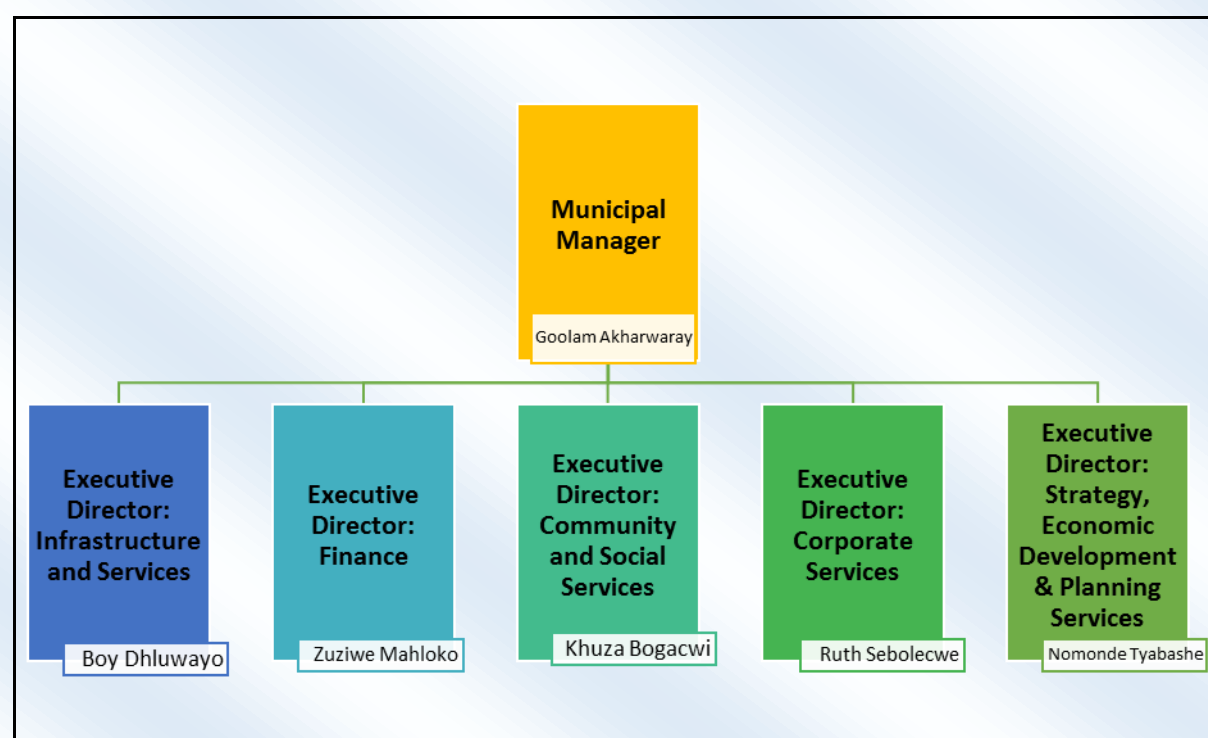 Municipal
Manager
Goolam Akharwaray
Executive
Director:
Infrastructure
and Services
Boy Dhluwayo
Executive
Director:
Finance
Zuziwe Mahloko
Executive
Director:
Community
and Social
Services
Khuza Bogacwi
Executive
Director:
Corporate
Services
Ruth Sebolecwe
Executive
Director:
Strategy,
Economic
Development
& Planning
Services
Nomonde Tyabashe